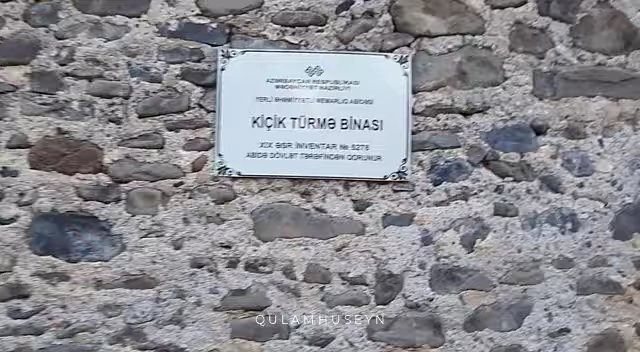 AZƏRBAYCAN RESPUBLİKASI
MƏDƏNİYYƏT NAZİRLİYİ
YERLİ ƏHƏMİYYƏTLİ MEMARLIQ ABİDƏSİ
KİÇİK TÜRMƏ BİNASI
XIX ƏSR İNVENTAR № 5278
ABİDƏ DÖVLƏT TƏRƏFİNDƏN QORUNUR
QULAMHUSEYN